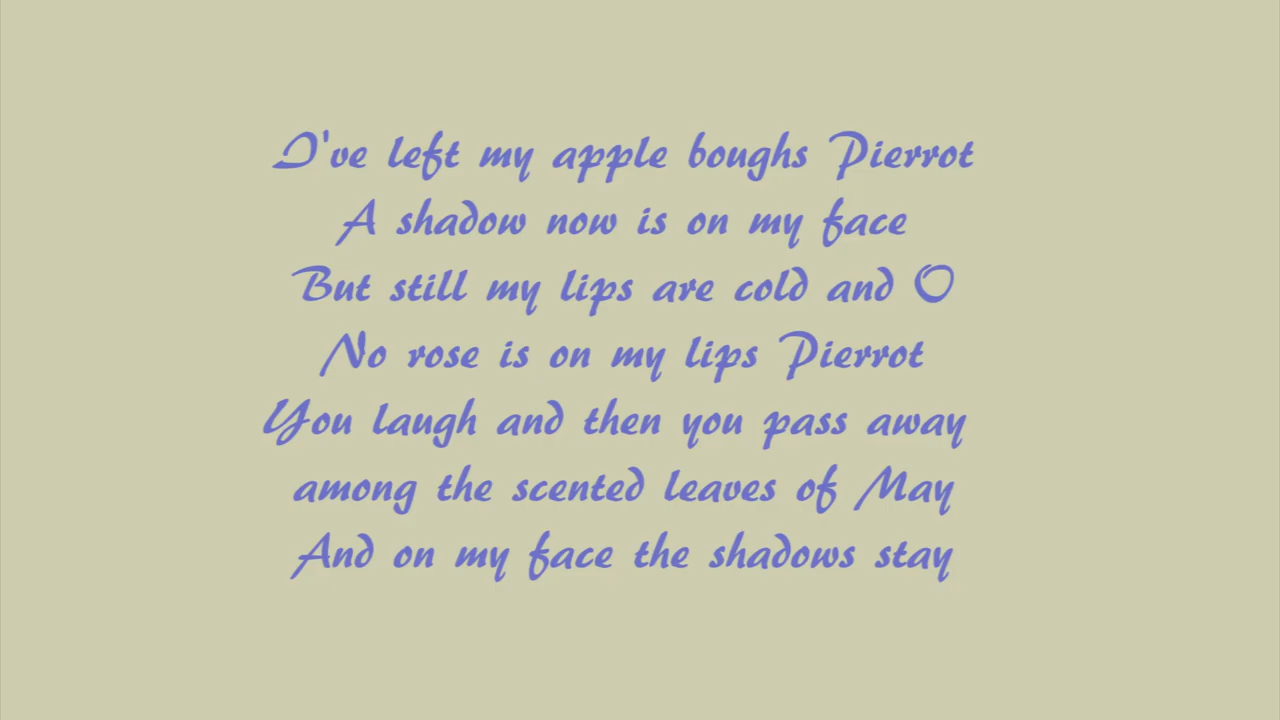 I've left my apple boughs Pierrot
A shadow now is on my face
But still my lips are cold and O
No rose is on my lips Pierrot
You laugh and then you pass away
among the scented leaves of May
And on my face the shadows stay